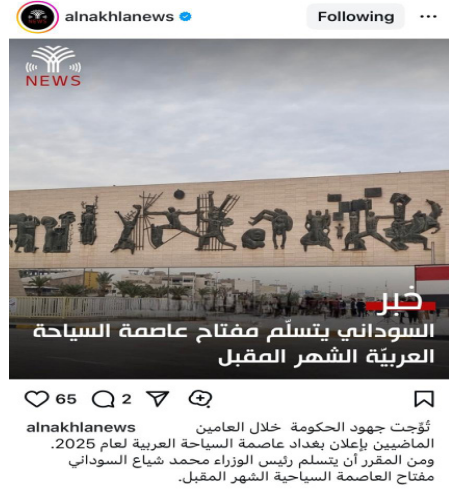 alnakhlanews
Following
NEWS
خبر
السوداني يتسلّم مفتاح عاصمة السياحة
العربيّة الشهر المقبل
65
2
alnakhlanews تُوّجت جهود الحكومة خلال العامين
الماضيين بإعلان بغداد عاصمة السياحة العربية لعام 2025.
ومن المقرر أن يتسلم رئيس الوزراء محمد شياع السوداني
مفتاح العاصمة السياحية الشهر المقبل.